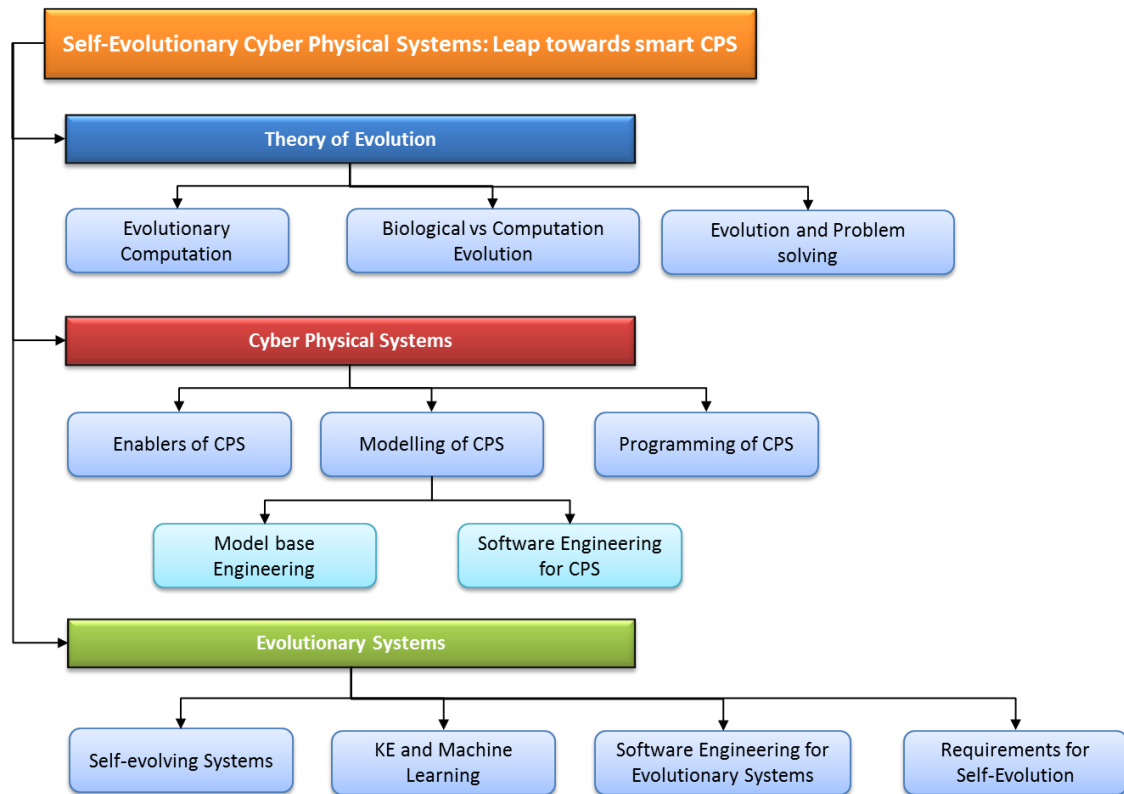 Self-Evolutionary Cyber Physical Systems: Leap towards smart CPS
Theory of Evolution
Evolutionary
Computation
Biological vs Computation
Evolution
Evolution and Problem
solving
Cyber Physical Systems
Enablers of CPS
Modelling of CPS
Programming of CPS
Model base
Engineering
Software Engineering
for CPS
Evolutionary Systems
Self-evolving Systems
KE and Machine
Learning
Software Engineering for
Evolutionary Systems
Requirements for
Self-Evolution